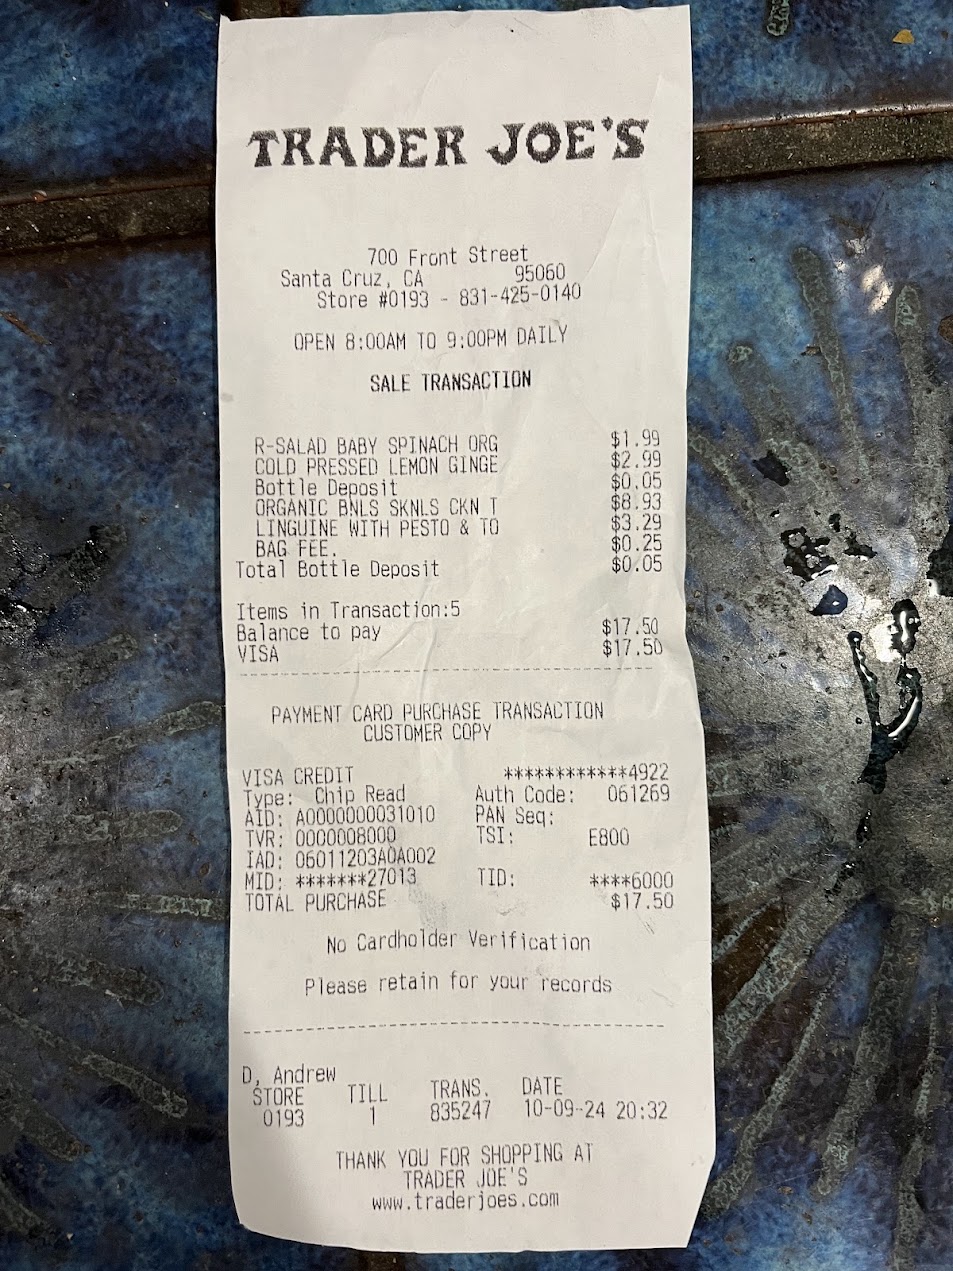 TRADER JOE'S
700 Front Street
Santa Cruz, CA 95060
Store #0193 - 831-425-0140
OPEN 8:00AM TO 9:00PM DAILY
SALE TRANSACTION
R-SALAD BABY SPINACH ORG $1.99
COLD PRESSED LEMON GINGE $2.99
Bottle Deposit $0.05
ORGANIC BNLS SKNLS CKN T $8.93
LINGUINE WITH PESTO & TO $3.29
BAG FEE. $0.25
Total Bottle Deposit $0.05
Items in Transaction:5
Balance to pay $17.50
VISA $17.50
PAYMENT CARD PURCHASE TRANSACTION
CUSTOMER COPY
VISA CREDIT ************4922
Type: Chip Read Auth Code: 061269
AID: A0000000031010 PAN Seq:
TVR: 0000008000 TSI: E800
IAD: 06011203A0A002
MID: *******27013 TID: ****6000
TOTAL PURCHASE $17.50
No Cardholder Verification
Please retain for your records
D, Andrew
STORE TILL TRANS. DATE
0193 1 835247 10-09-24 20:32
THANK YOU FOR SHOPPING AT
TRADER JOE'S
www.traderjoes.com